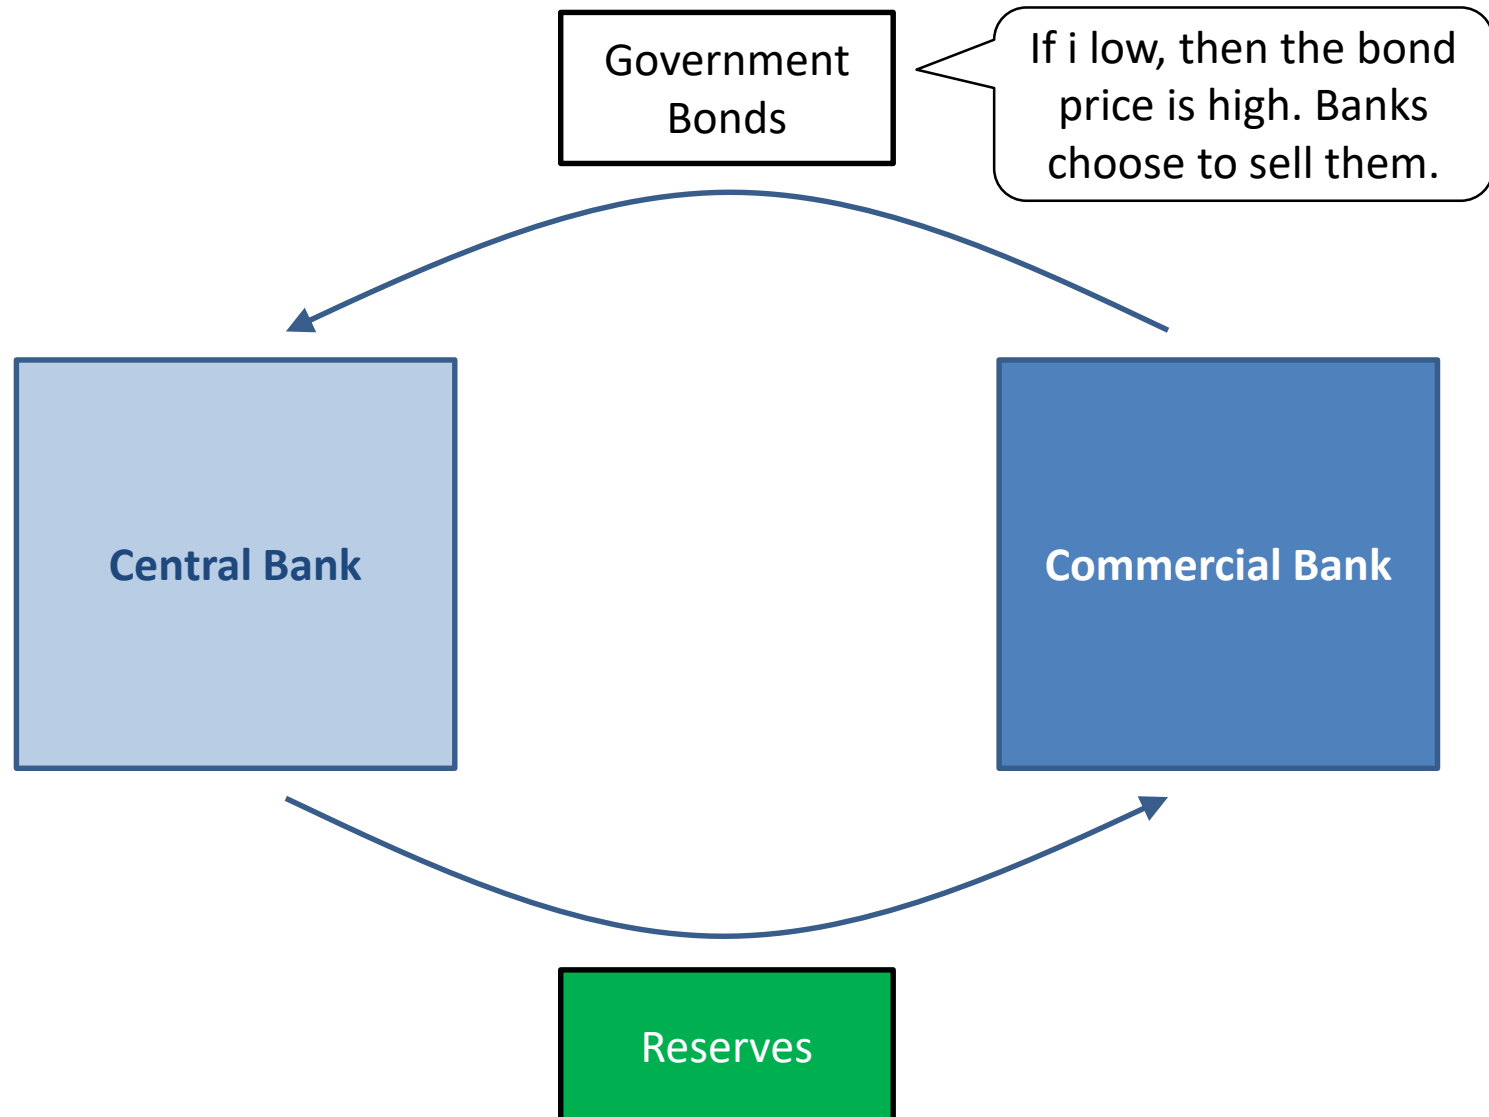 Government
Bonds
If i low, then the bond
price is high. Banks
choose to sell them.
Central Bank
Commercial Bank
Reserves